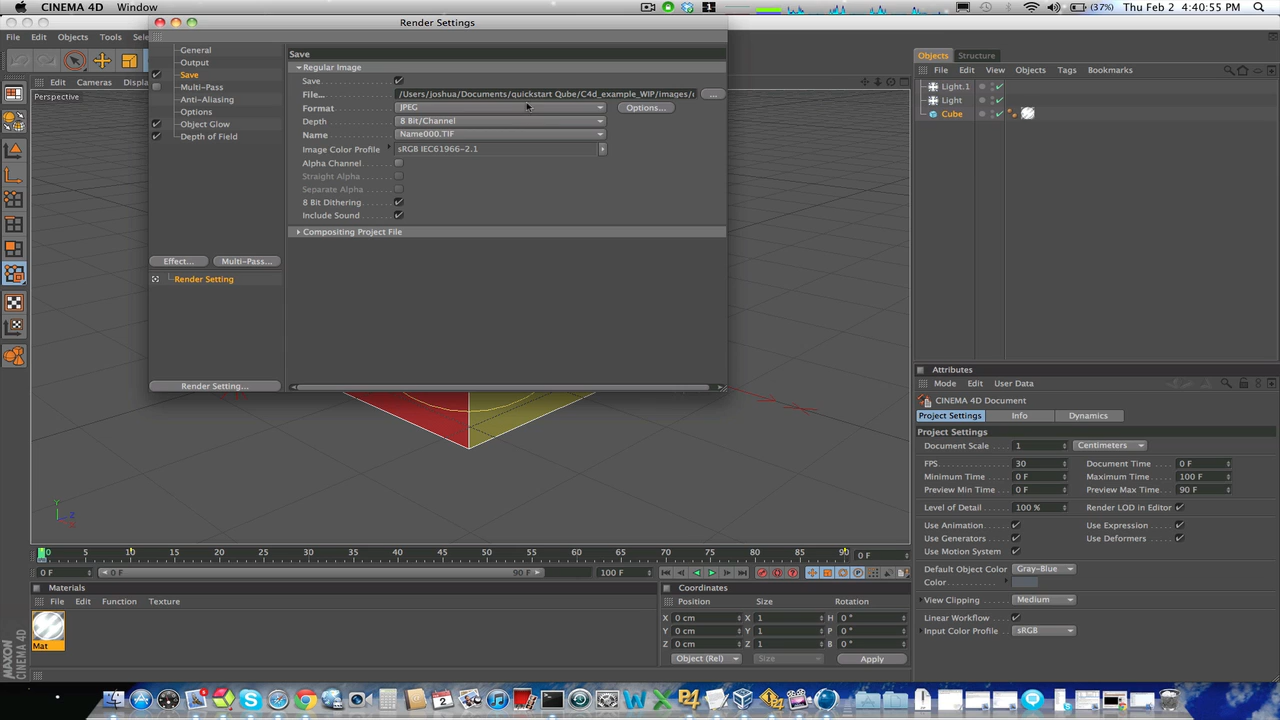 CINEMA 4D Window
1
(37%) Thu Feb 2 4:40:55 PM
Render Settings
File Edit Objects Tools
General
Output
Save
Multi-Pass
Anti-Aliasing
Options
Object Glow
Depth of Field
Effect...
Multi-Pass...
Render Setting
Render Setting...
Save
Regular Image
Save
File... /Users/joshua/Documents/quickstart Qube/C4d_example_WIP/images/
...
Format JPEG
Options...
Depth 8 Bit/Channel
Name Name000.TIF
Image Color Profile sRGB IEC61966-2.1
Alpha Channel
Straight Alpha
Separate Alpha
8 Bit Dithering
Include Sound
Compositing Project File
Edit Cameras
Perspective
Y
Z
Objects Structure
File Edit View Objects Tags Bookmarks
Light.1
Light
Cube
Attributes
Mode Edit User Data
CINEMA 4D Document
Project Settings Info Dynamics
Project Settings
Document Scale 1 Centimeters
FPS 30 Document Time 0 F
Minimum Time 0 F Maximum Time 100 F
Preview Min Time 0 F Preview Max Time 90 F
Level of Detail 100 % Render LOD in Editor
Use Animation Use Expression
Use Generators Use Deformers
Use Motion System
Default Object Color Gray-Blue
Color
View Clipping Medium
Linear Workflow
Input Color Profile sRGB
0 5 10 15 20 25 30 35 40 45 50 55 60 65 70 75 80 85 90 0 F
0 F 0 F 90 F 100 F
Materials
File Edit Function Texture
Mat
Coordinates
Position Size Rotation
X 0 cm X 1 H 0 °
Y 0 cm Y 1 P 0 °
Z 0 cm Z 1 B 0 °
Object (Rel) Size Apply
MAXON
CINEMA 4D